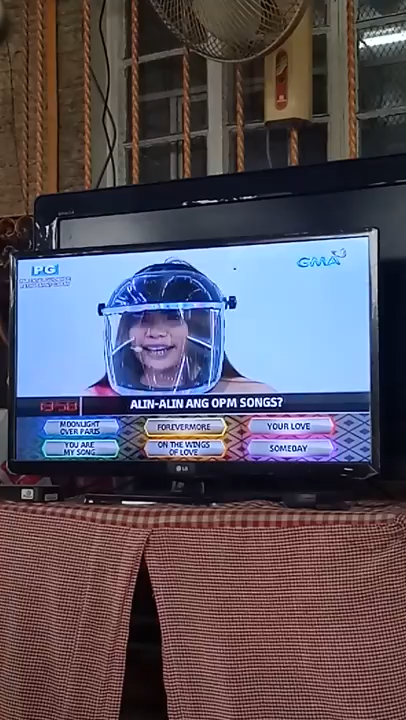 PG
GMA
ALIN-ALIN ANG OPM SONGS?
MOONLIGHT
OVER PARIS
FOREVERMORE
YOUR LOVE
YOU ARE
MY SONG
ON THE WINGS
OF LOVE
SOMEDAY
LG